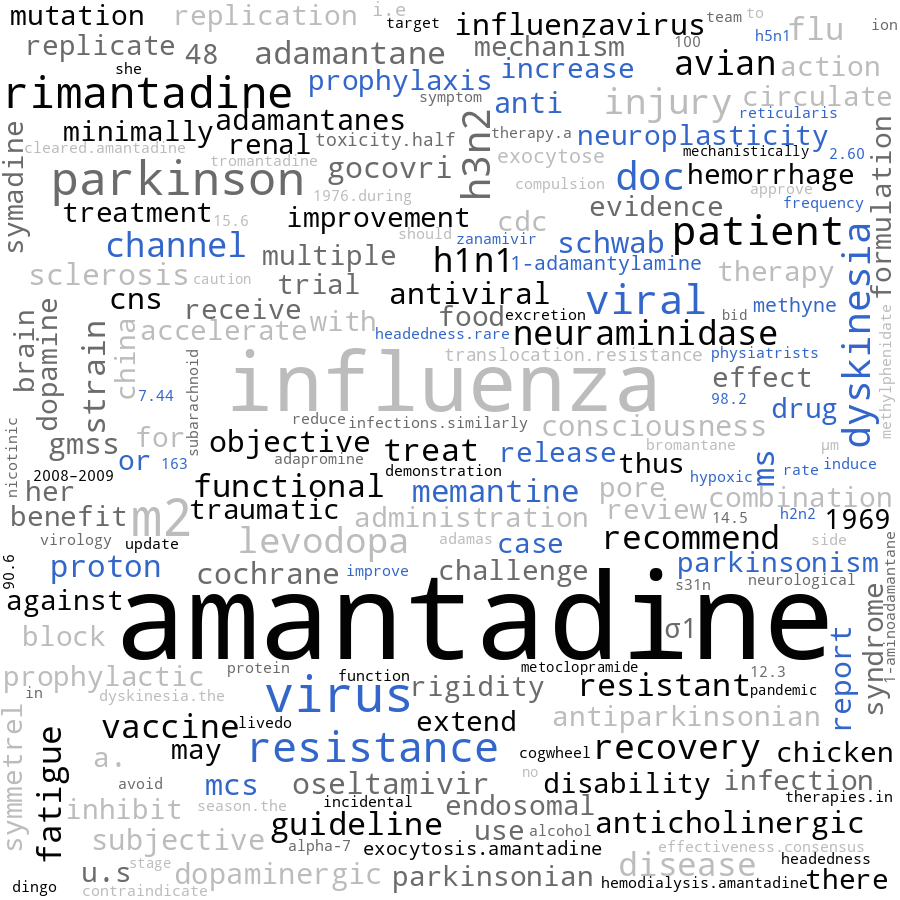 mutation replication i.e target influenzavirus team to h5n1 flu ion
replicate 48 adamantane mechanism 100 avian action
she prophylaxis increase
rimantadine symptom anti injury circulate
reticularis
minimally adamantanes h3n2 therapy.a neuroplasticity
symadine cleared.amantadine renal toxicity.half exocytose mechanistically 2.60 formulation
tromantadine gocovri
parkinson 1976.during compulsion doc hemorrhage approve
treatment 15.6 improvement cdc evidence frequency
should zanamivir schwab patient
channel multiple h1n1 1-adamantylamine dyskinesia
sclerosis caution trial therapy
cns receive antiviral food excretion viral methyne
brain dopamine strain china accelerate with headedness.rare neuraminidase bid methylphenidate
influenza translocation.resistance physiatrists
7.44 subarachnoid effect
98.2 drug
reduce infections.similarly consciousness
nicotinic gmss for objective adapromine treat release bromantane µm
or 163 demonstration thus ms hypoxic rate induce
2008–2009 her functional memantine pore combination
benefit m2 traumatic administration review 14.5 h2n2 1969
virology update levodopa adamas case recommend side
90.6 proton cochrane improve challenge parkinsonism
s31n neurological
against amantadine σ1 syndrome 1-aminoadamantane
block report
prophylactic protein function metoclopramide 12.3
in dyskinesia.the virus rigidity resistant pandemic
symmetrel fatigue vaccine livedo extend antiparkinsonian
a. may resistance cogwheel recovery chicken
avoid mcs oseltamivir no disability infection
inhibit season.the incidental endosomal therapies.in
subjective guideline use alcohol anticholinergic
stage alpha-7 exocytosis.amantadine effectiveness.consensus
u.s disease headedness
dingo contraindicate dopaminergic parkinsonian hemodialysis.amantadine there